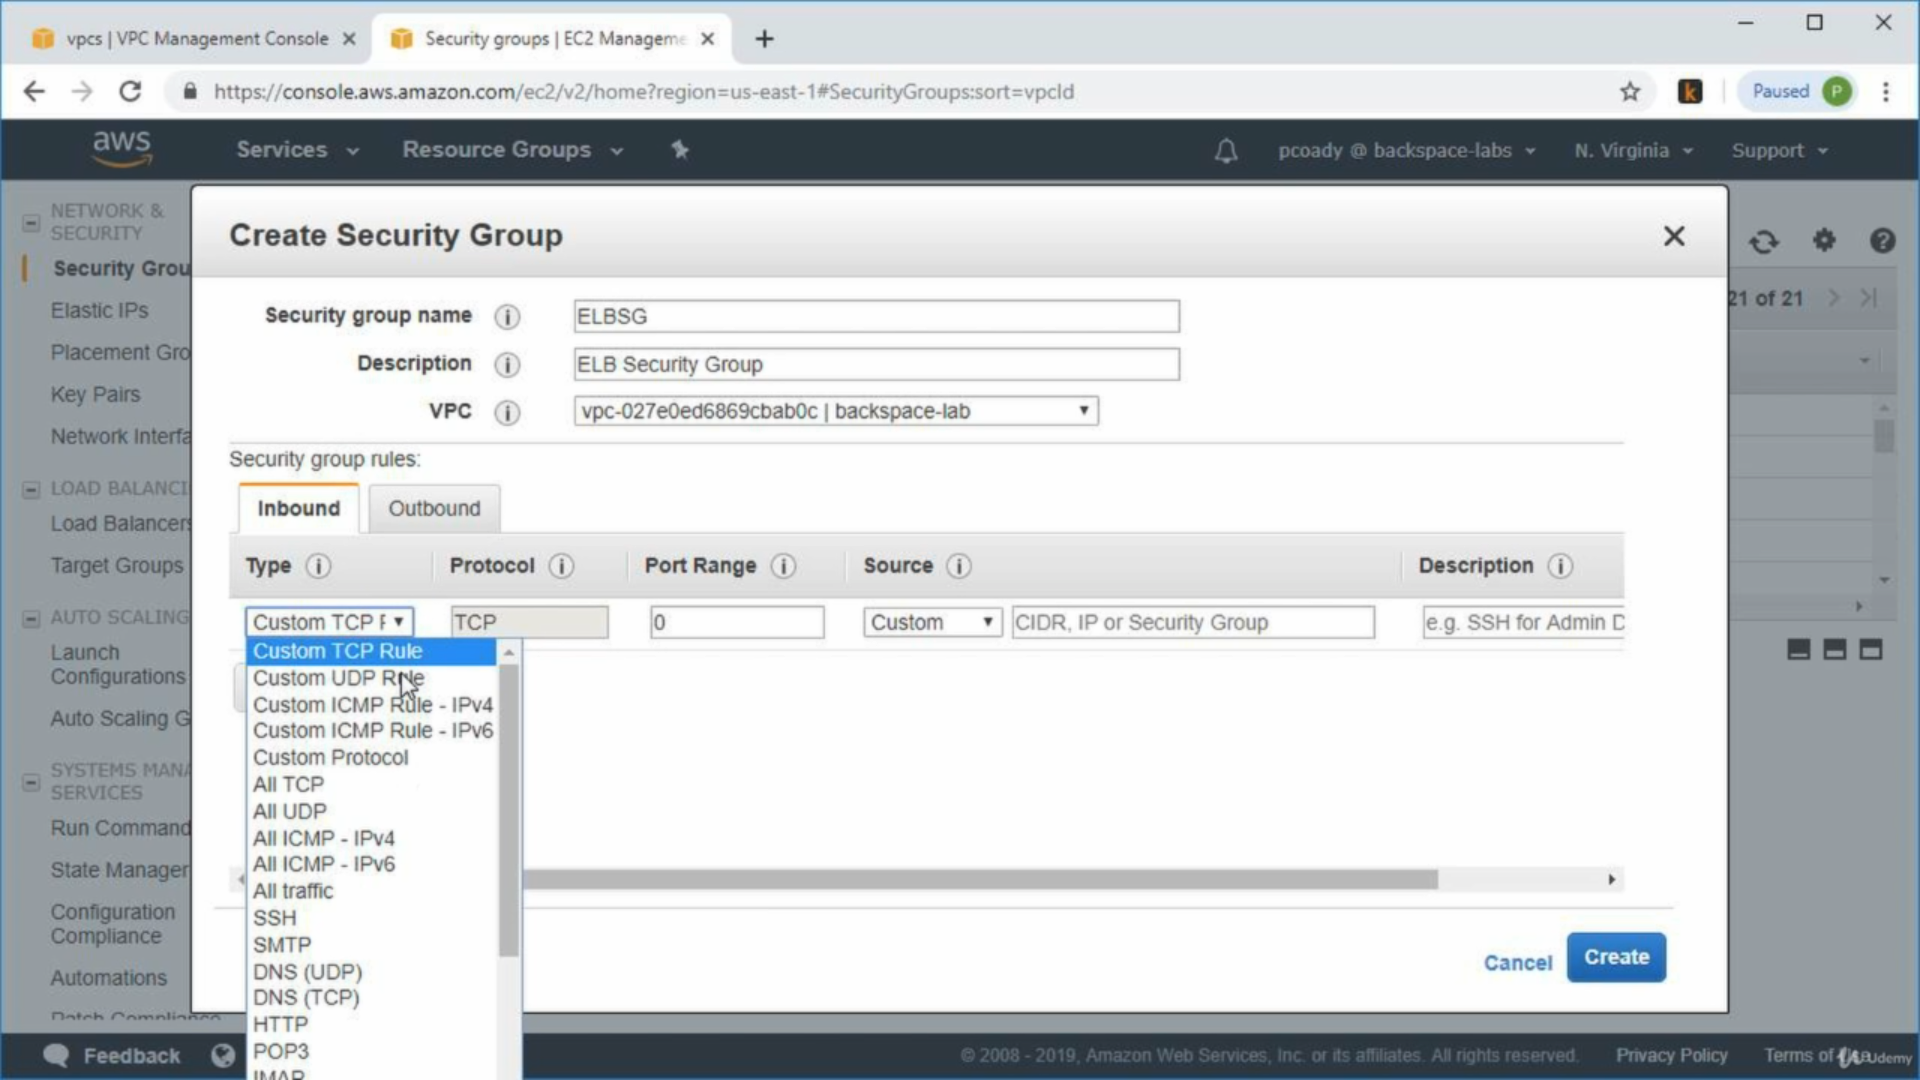 vpcs | VPC Management Console
Security groups | EC2 Manageme
https://console.aws.amazon.com/ec2/v2/home?region=us-east-1#SecurityGroups:sort=vpcId
k
Paused
P
aws
Services
Resource Groups
pcoady @ backspace-labs
N. Virginia
Support
NETWORK &
SECURITY
Security Grou
Elastic IPs
Placement Gro
Key Pairs
Network Interfa
LOAD BALANCI
Load Balancers
Target Groups
AUTO SCALING
Launch
Configurations
Auto Scaling G
SYSTEMS MANA
SERVICES
Run Command
State Manager
Configuration
Compliance
Automations
Patch Compliance
21 of 21
Create Security Group
Security group name
ELBSG
Description
ELB Security Group
VPC
vpc-027e0ed6869cbab0c | backspace-lab
Security group rules:
Inbound
Outbound
Type
Protocol
Port Range
Source
Description
Custom TCP F
TCP
0
Custom
CIDR, IP or Security Group
e.g. SSH for Admin D
Custom TCP Rule
Custom UDP Rule
Custom ICMP Rule - IPv4
Custom ICMP Rule - IPv6
Custom Protocol
All TCP
All UDP
All ICMP - IPv4
All ICMP - IPv6
All traffic
SSH
SMTP
DNS (UDP)
DNS (TCP)
HTTP
POP3
IMAP
Cancel
Create
Feedback
© 2008 - 2019, Amazon Web Services, Inc. or its affiliates. All rights reserved.
Privacy Policy
Terms of Use
Udemy